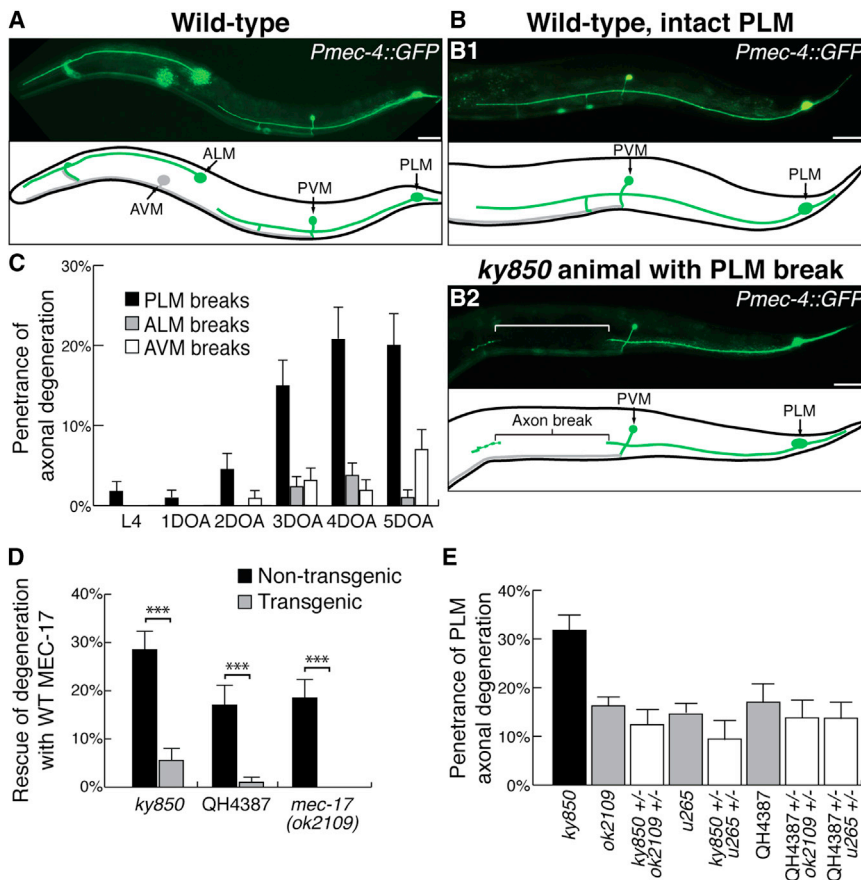 A
Wild-type
Pmec-4::GFP
ALM
AVM
PVM
PLM
B
Wild-type, intact PLM
B1
Pmec-4::GFP
PVM
PLM
ky850 animal with PLM break
B2
Pmec-4::GFP
PVM
PLM
Axon break
C
Penetrance of
axonal degeneration
30%
20%
10%
0%
PLM breaks
ALM breaks
AVM breaks
L4 1DOA 2DOA 3DOA 4DOA 5DOA
D
Rescue of degeneration
with WT MEC-17
40%
30%
20%
10%
0%
Non-transgenic
Transgenic
***
***
***
ky850
QH4387
mec-17
(ok2109)
E
Penetrance of PLM
axonal degeneration
40%
30%
20%
10%
0%
ky850
ok2109
ky850 +/-
ok2109 +/-
u265
ky850 +/-
u265 +/-
QH4387
QH4387 +/-
ok2109 +/-
QH4387 +/-
u265 +/-